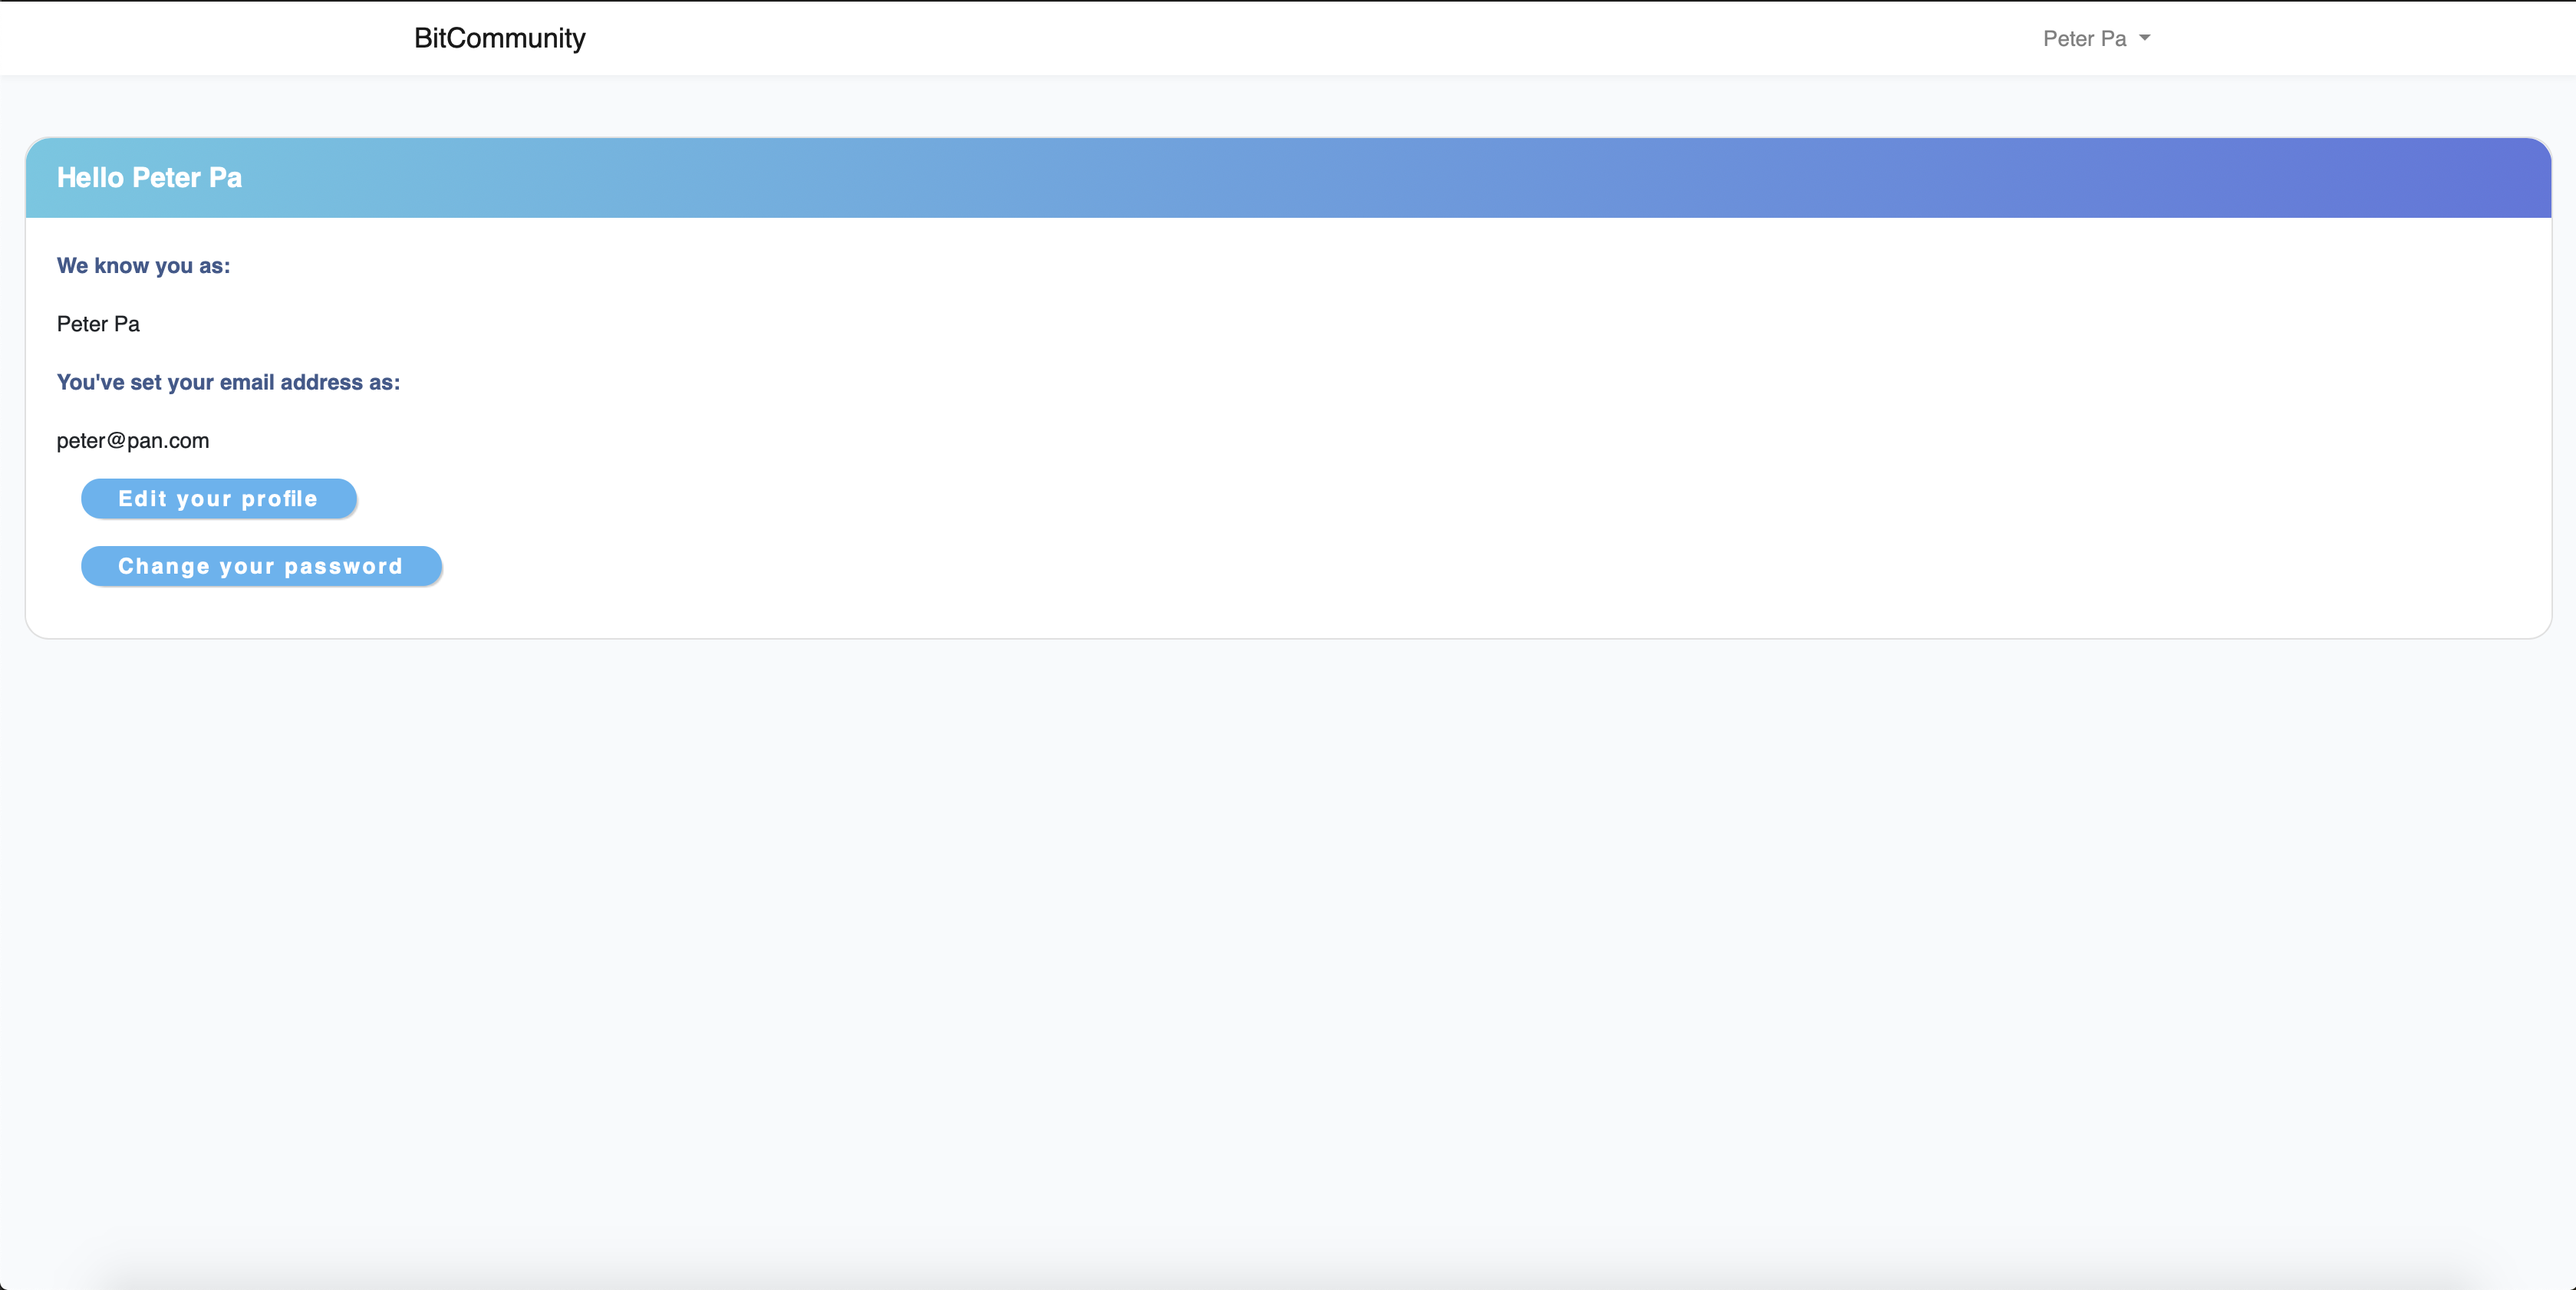 BitCommunity
Peter Pa
Hello Peter Pa
We know you as:
Peter Pa
You've set your email address as:
peter@pan.com
Edit your profile
Change your password